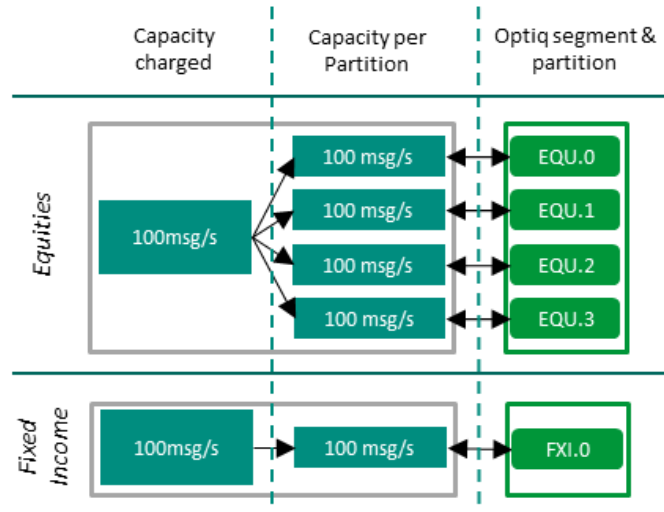 Capacity
charged
Capacity per
Partition
Optiq segment &
partition
Equities
100msg/s
100 msg/s
EQU.0
100 msg/s
EQU.1
100 msg/s
EQU.2
100 msg/s
EQU.3
Fixed
Income
100msg/s
100 msg/s
FXI.0